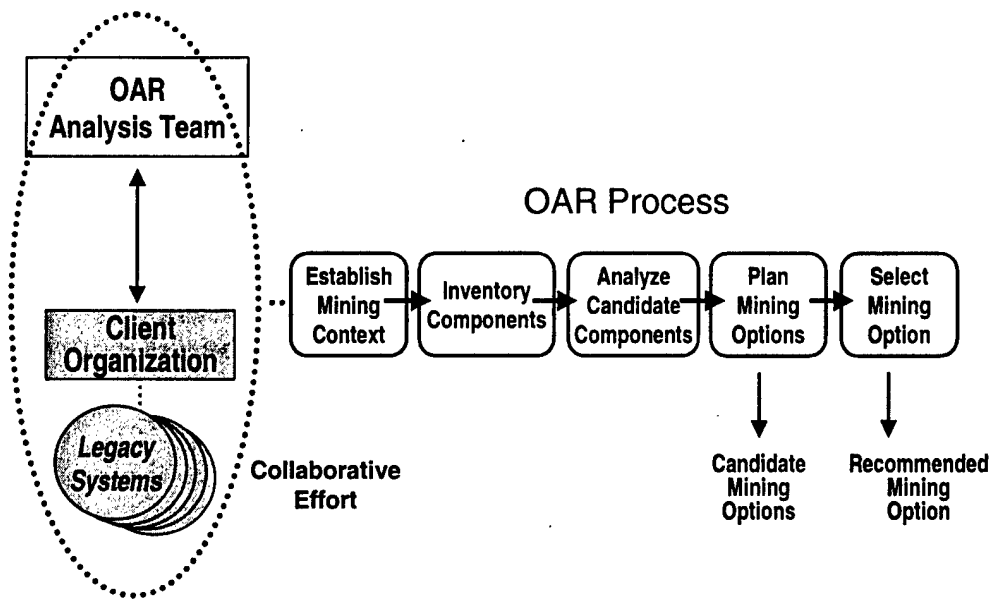 OAR
Analysis Team
Client
Organization
Legacy
Systems
Collaborative
Effort
OAR Process
Establish
Mining
Context
Inventory
Components
Analyze
Candidate
Components
Plan
Mining
Options
Select
Mining
Option
Candidate
Mining
Options
Recommended
Mining
Option